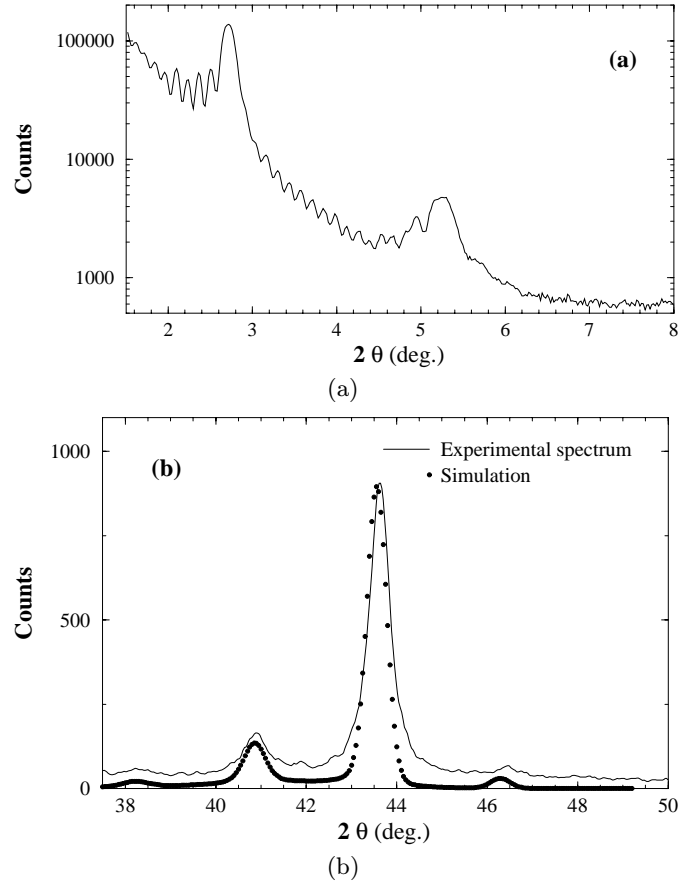 100000
10000
1000
Counts
(a)
2 3 4 5 6 7 8
2 θ (deg.)
(a)
1000
500
0
Counts
(b)
Experimental spectrum
Simulation
38 40 42 44 46 48 50
2 θ (deg.)
(b)